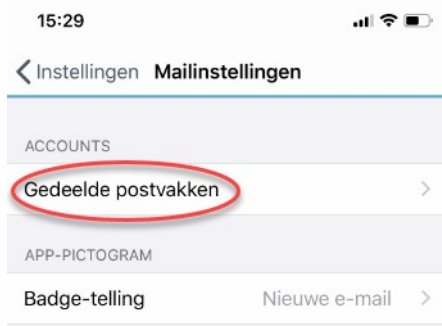 15:29
Instellingen Mailinstellingen
ACCOUNTS
Gedeelde postvakken
APP-PICTOGRAM
Badge-telling Nieuwe e-mail